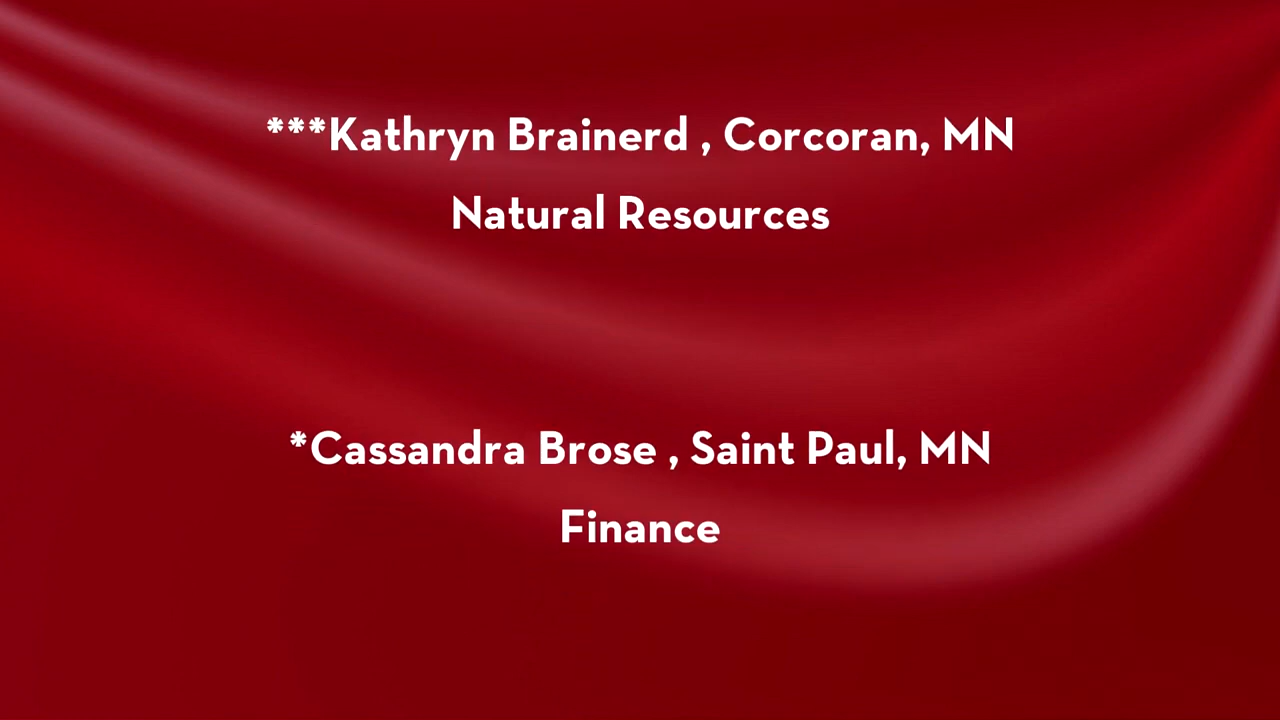 ***Kathryn Brainerd , Corcoran, MN
Natural Resources
*Cassandra Brose , Saint Paul, MN
Finance